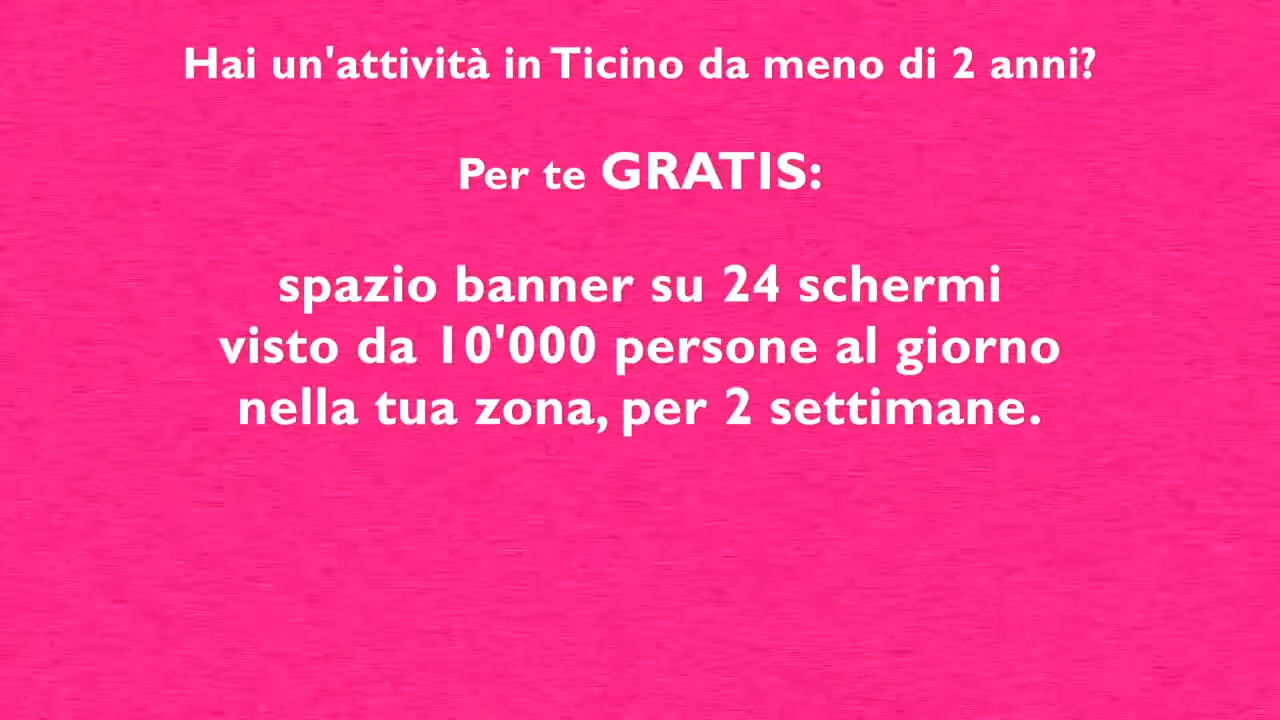 Hai un'attività in Ticino da meno di 2 anni?
Per te GRATIS:
spazio banner su 24 schermi
visto da 10'000 persone al giorno
nella tua zona, per 2 settimane.